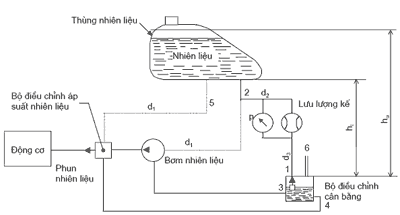 Thùng nhiên liệu
Nhiên liệu
Bộ điều chỉnh áp
suất nhiên liệu
d₁
5
2
d₂
Lưu lượng kế
P
hᵢ
hᵤ
Động cơ
Phun
nhiên liệu
d₁
Bơm nhiên liệu
d₃
6
1
3
4
Bộ điều chỉnh
cân bằng